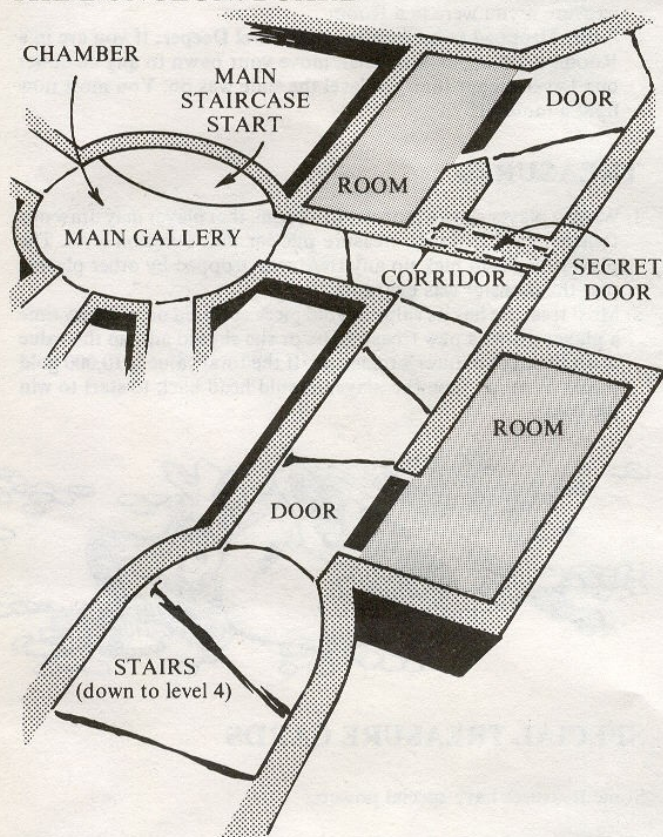 CHAMBER
MAIN
STAIRCASE
START
DOOR
ROOM
MAIN GALLERY
CORRIDOR
SECRET
DOOR
ROOM
DOOR
STAIRS
(down to level 4)